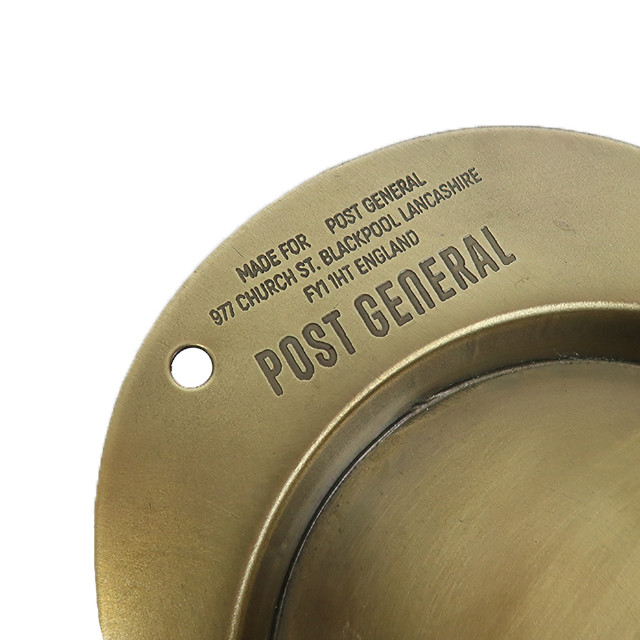 MADE FOR POST GENERAL
977 CHURCH ST. BLACKPOOL LANCASHIRE
FY1 1HT ENGLAND
POST GENERAL